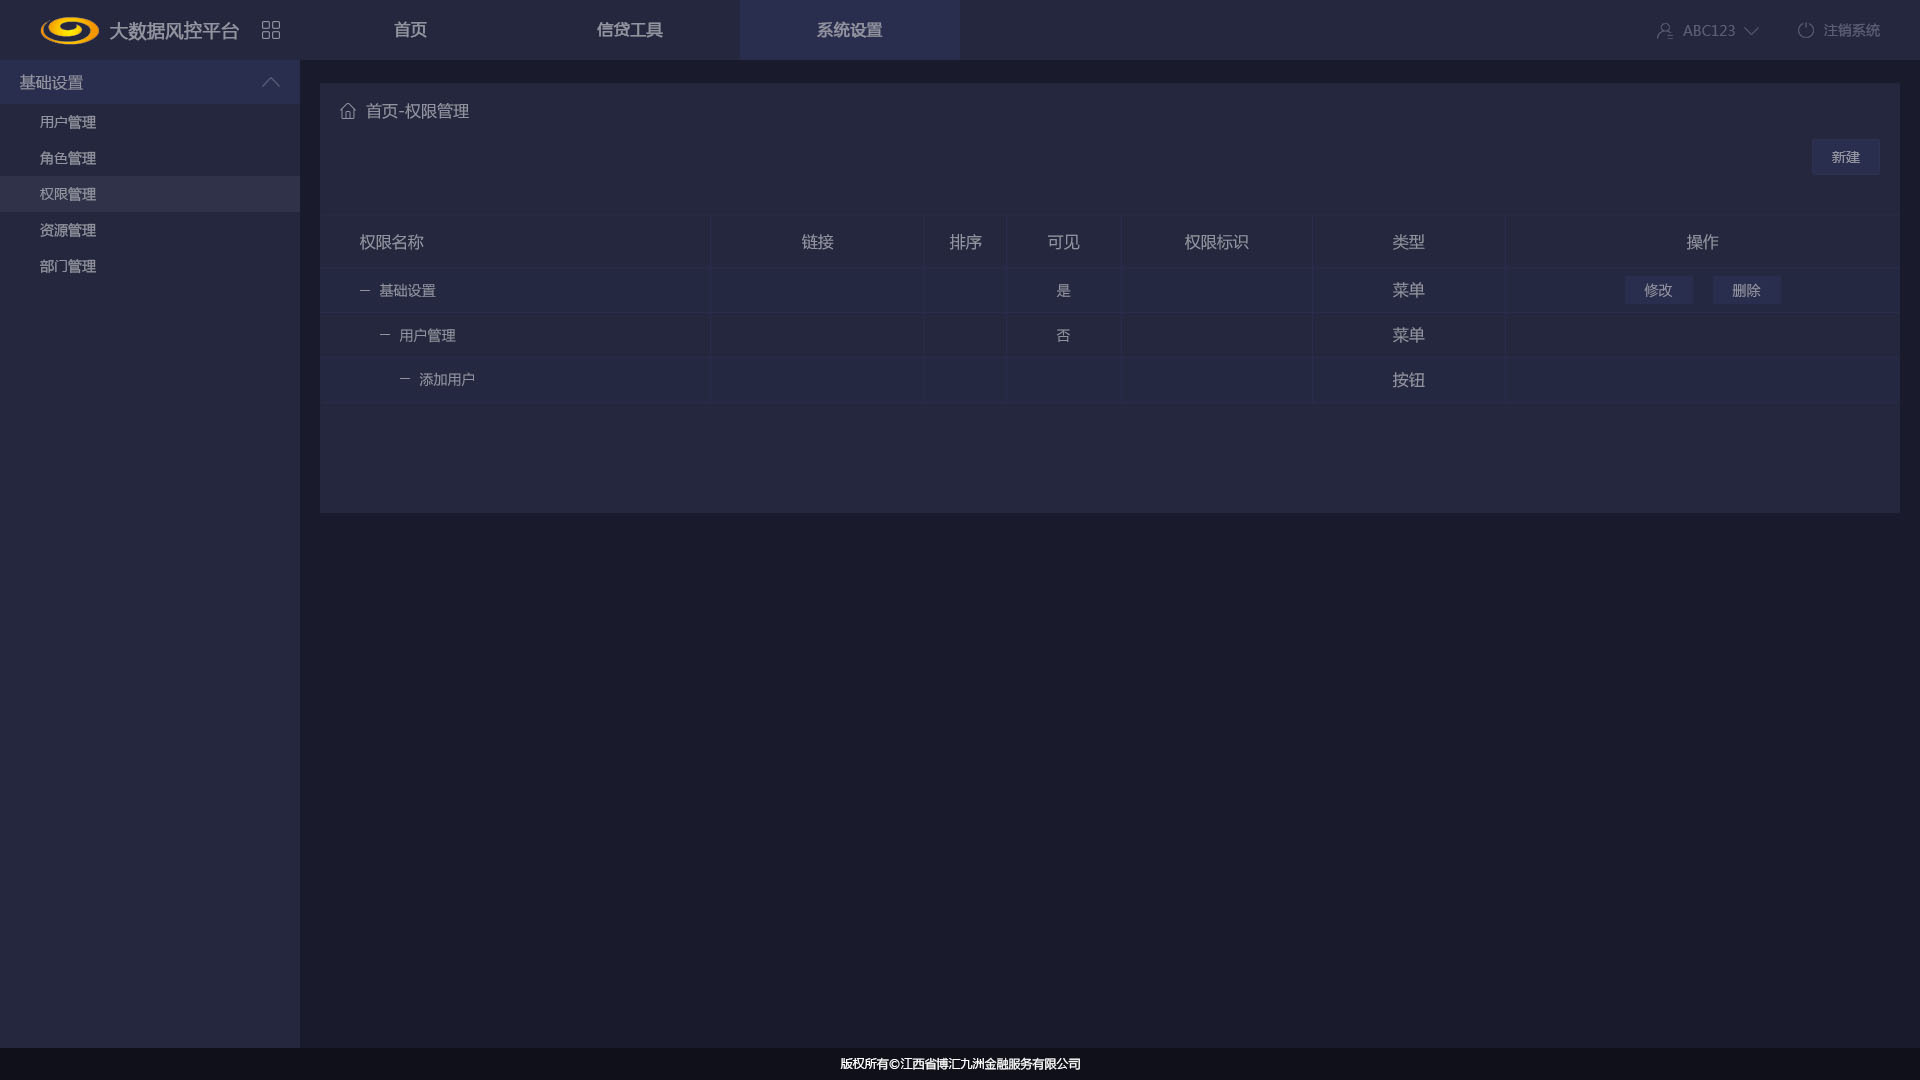 大数据风控平台 首页 信贷工具 系统设置 ABC123 注销系统
基础设置
用户管理
角色管理
权限管理
资源管理
部门管理
首页-权限管理
新建
权限名称 链接 排序 可见 权限标识 类型 操作
基础设置 是 菜单 修改 删除
用户管理 否 菜单
添加用户 按钮
版权所有©江西省博汇九洲金融服务有限公司